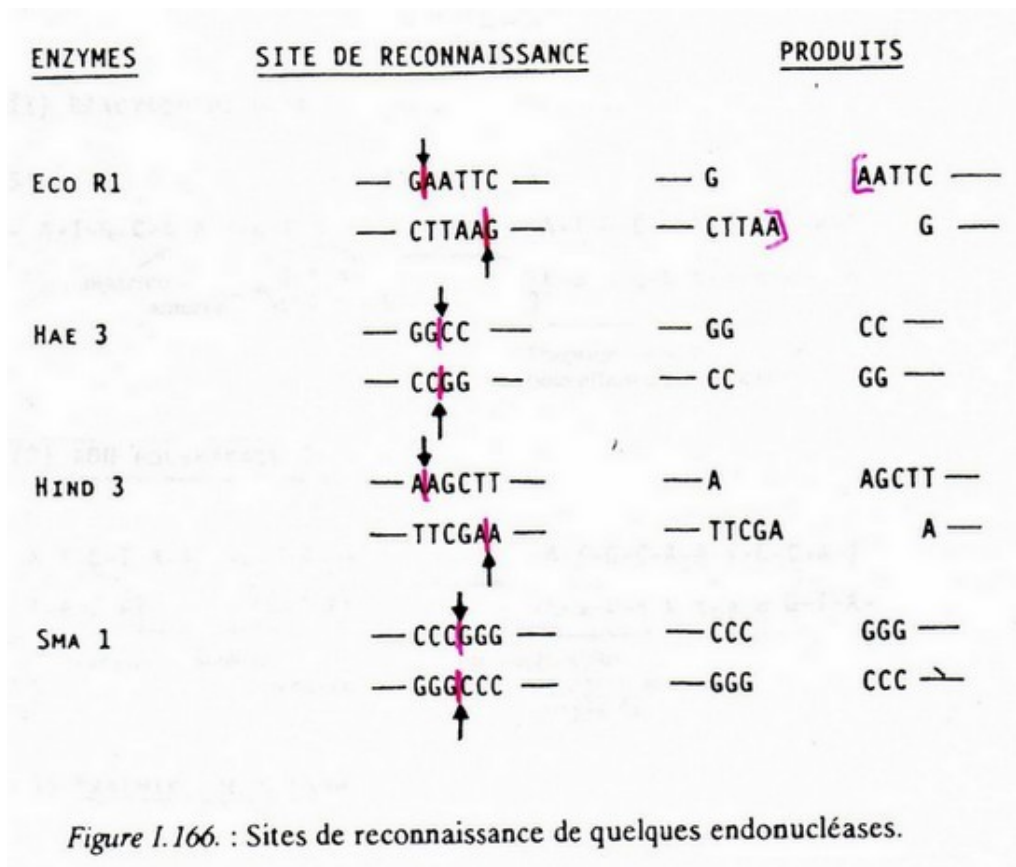 ENZYMES SITE DE RECONNAISSANCE PRODUITS
ECO R1 — GAATTC — — G AATTC —
— CTTAAG — — CTTAA G —
HAE 3 — GGCC — — GG CC —
— CCGG — — CC GG —
HIND 3 — AAGCTT — — A AGCTT —
— TTCGAA — — TTCGA A —
SMA 1 — CCCGGG — — CCC GGG —
— GGGCCC — — GGG CCC —
Figure I.166. : Sites de reconnaissance de quelques endonucléases.